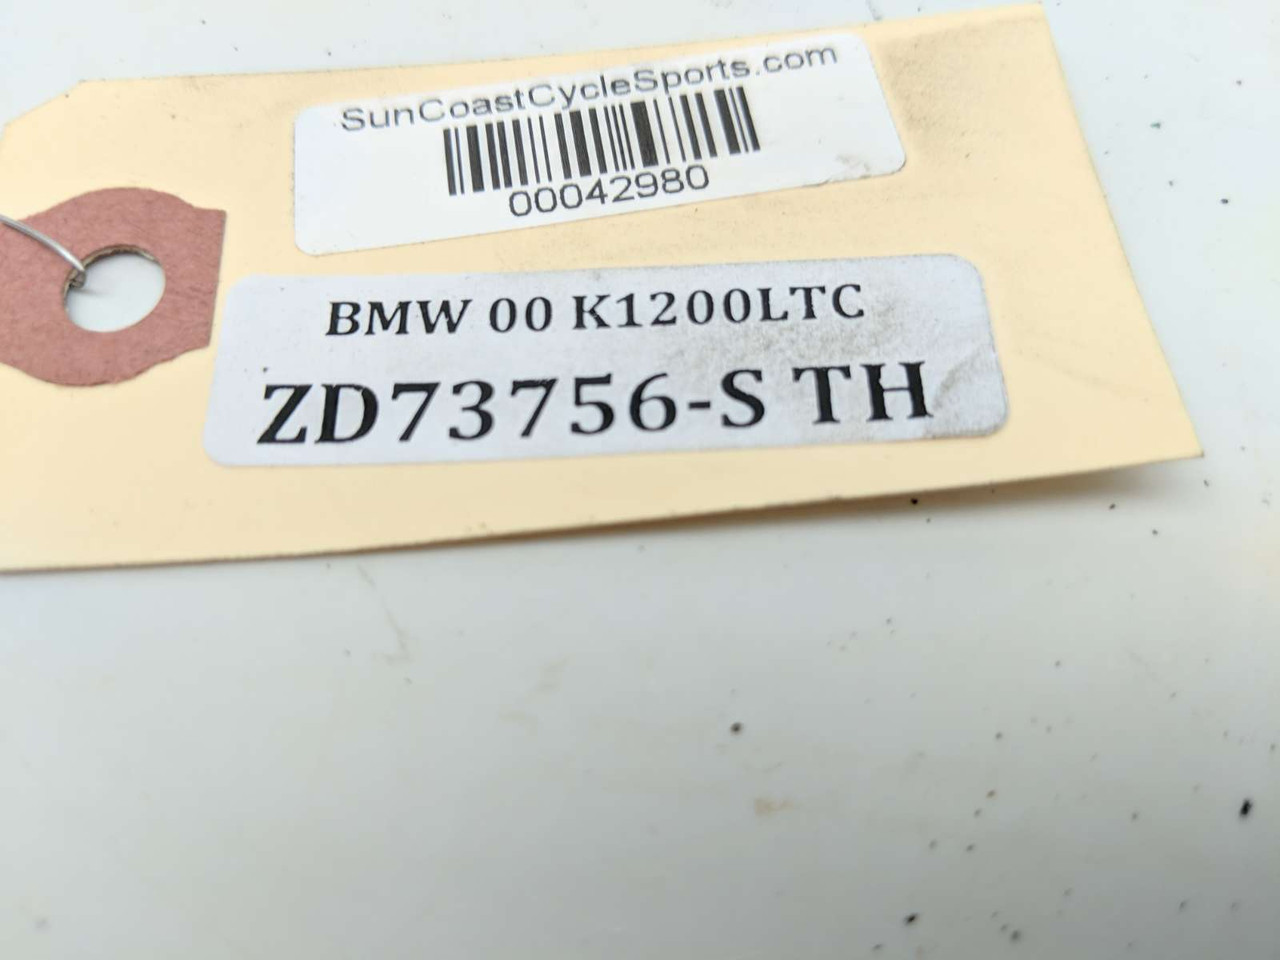 SunCoastCycleSports.com
00042980
BMW 00 K1200LTC
ZD73756-S TH